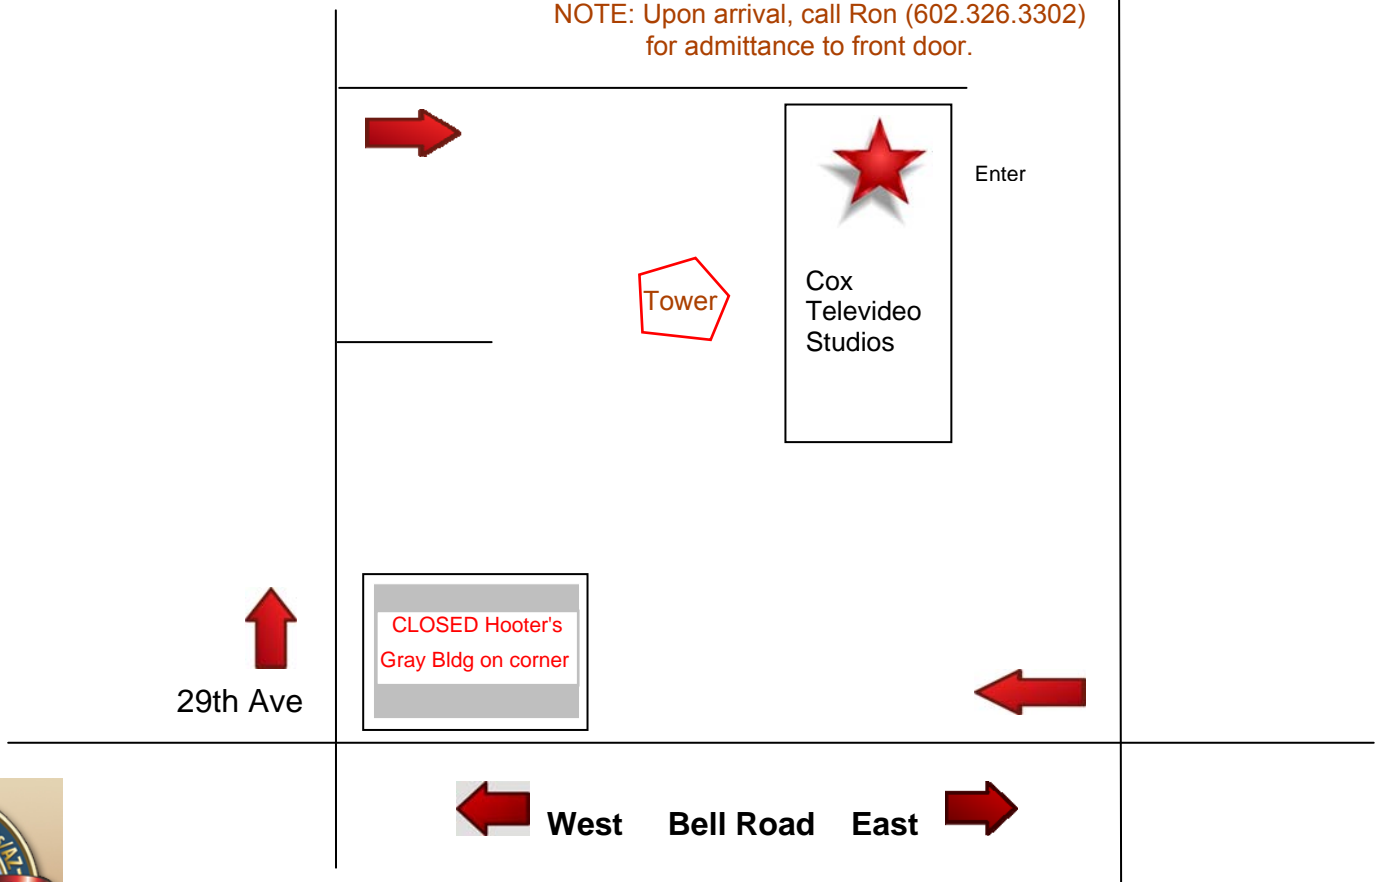 NOTE: Upon arrival, call Ron (602.326.3302)
for admittance to front door.
Enter
Tower
Cox
Televideo
Studios
CLOSED Hooter's
Gray Bldg on corner
29th Ave
West Bell Road East